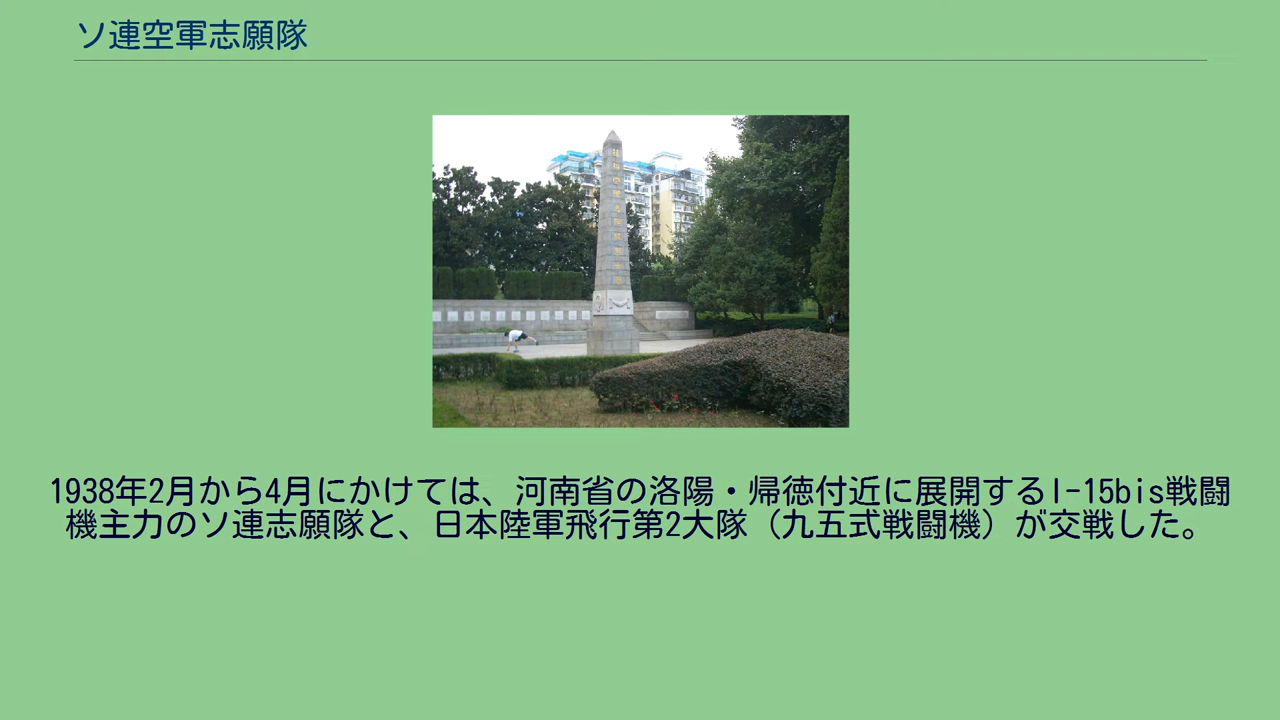 ソ連空軍志願隊
1938年2月から4月にかけては、河南省の洛陽・帰徳付近に展開するI-15bis戦闘
機主力のソ連志願隊と、日本陸軍飛行第2大隊（九五式戦闘機）が交戦した。